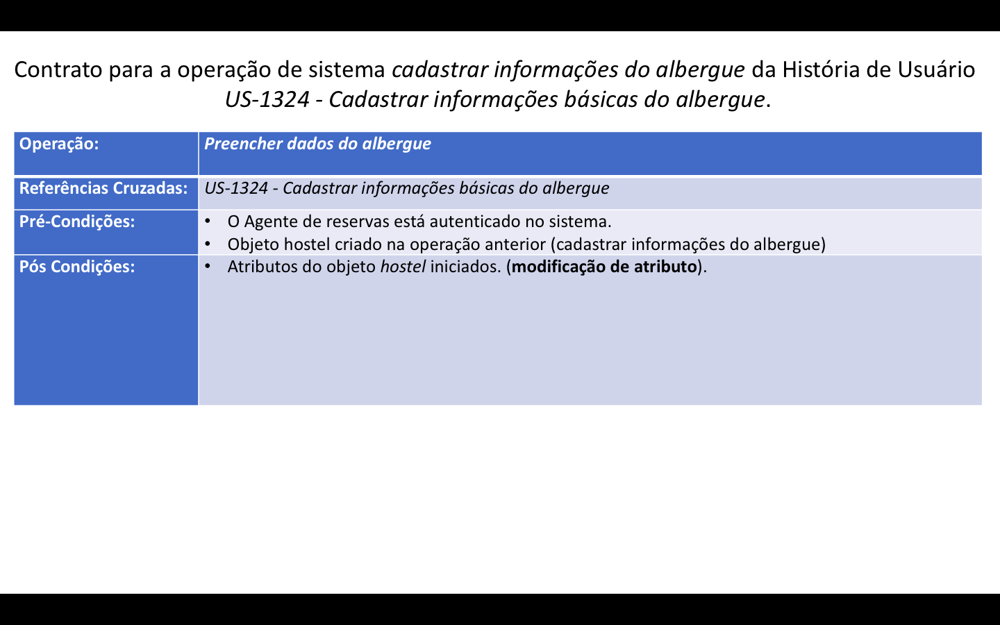 Contrato para a operação de sistema cadastrar informações do albergue da História de Usuário
US-1324 - Cadastrar informações básicas do albergue.
Operação:
Preencher dados do albergue
Referências Cruzadas:
US-1324 - Cadastrar informações básicas do albergue
Pré-Condições:
• O Agente de reservas está autenticado no sistema.
• Objeto hostel criado na operação anterior (cadastrar informações do albergue)
Pós Condições:
• Atributos do objeto hostel iniciados. (modificação de atributo).